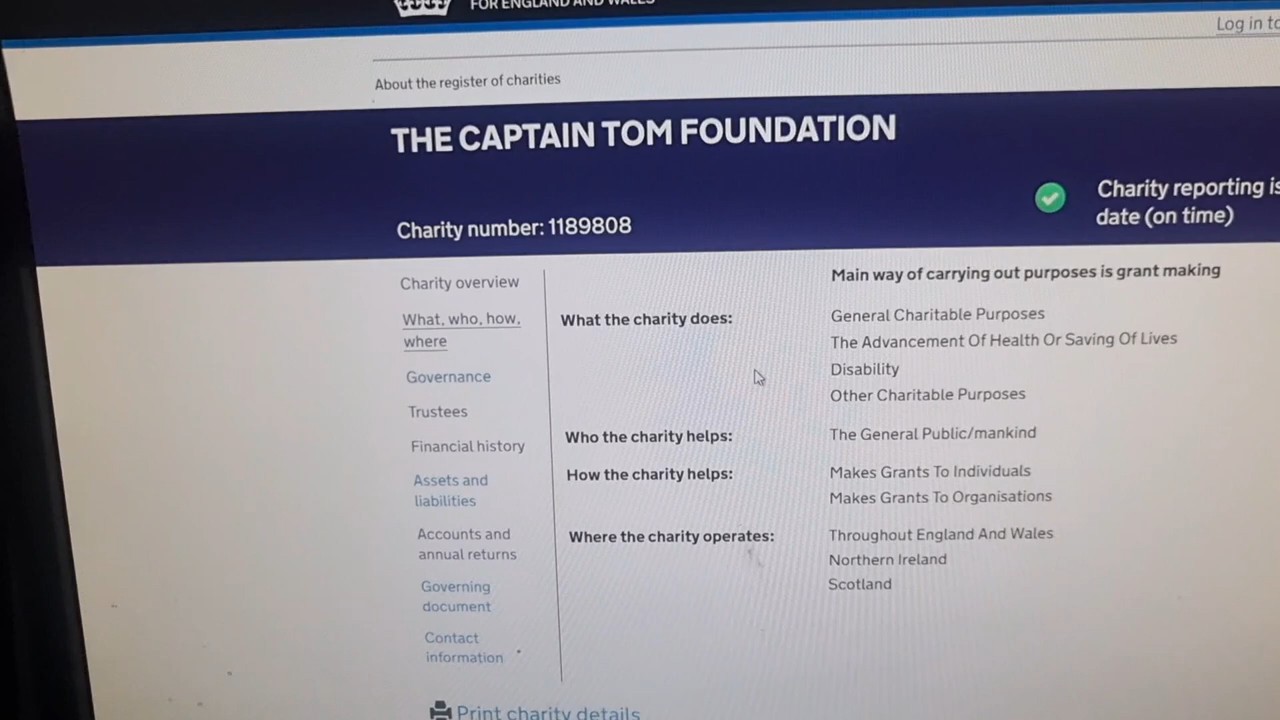 FOR ENGLAND AND WALES
Log in to
About the register of charities
THE CAPTAIN TOM FOUNDATION
Charity reporting is
date (on time)
Charity number: 1189808
Charity overview
What, who, how,
where
Governance
Trustees
Financial history
Assets and
liabilities
Accounts and
annual returns
Governing
document
Contact
information
Main way of carrying out purposes is grant making
What the charity does:
General Charitable Purposes
The Advancement Of Health Or Saving Of Lives
Disability
Other Charitable Purposes
Who the charity helps:
The General Public/mankind
How the charity helps:
Makes Grants To Individuals
Makes Grants To Organisations
Where the charity operates:
Throughout England And Wales
Northern Ireland
Scotland
Print charity details